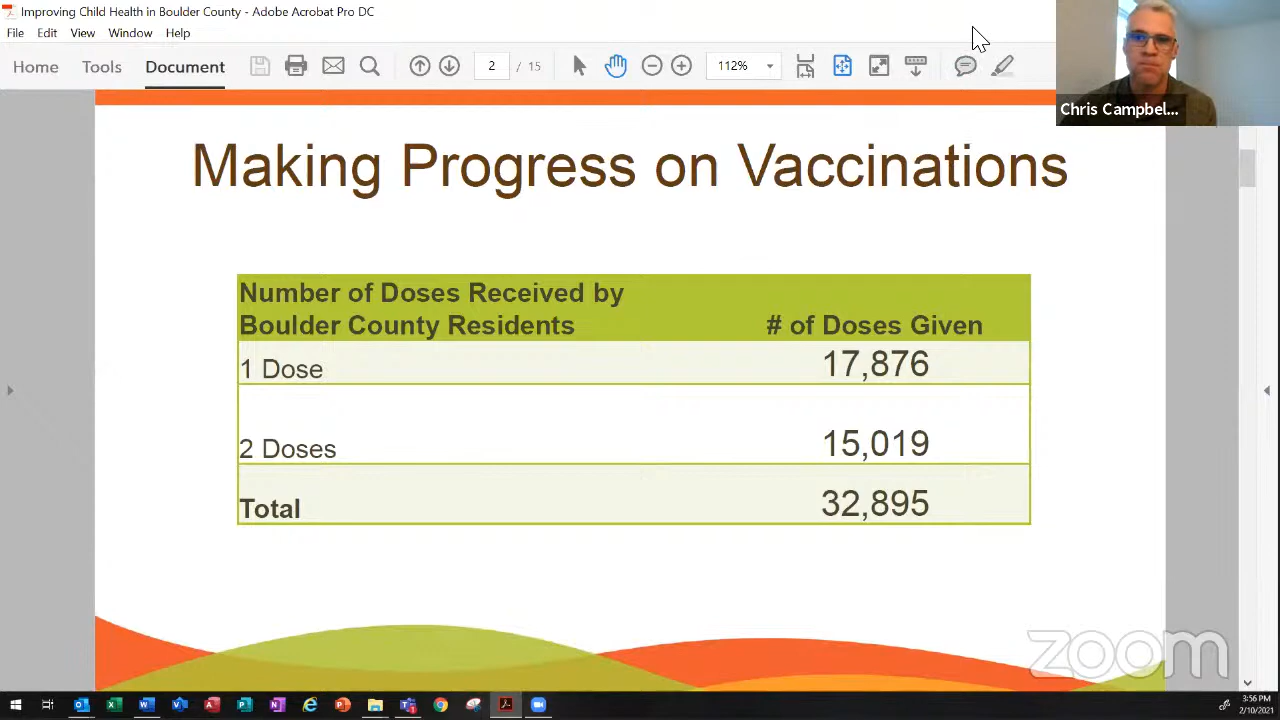 Improving Child Health in Boulder County - Adobe Acrobat Pro DC
File Edit View Window Help
Home Tools Document 2 / 15 112%
Chris Campbel...
Making Progress on Vaccinations
Number of Doses Received by
Boulder County Residents # of Doses Given
1 Dose 17,876
2 Doses 15,019
Total 32,895
zoom
3:56 PM
2/10/2021